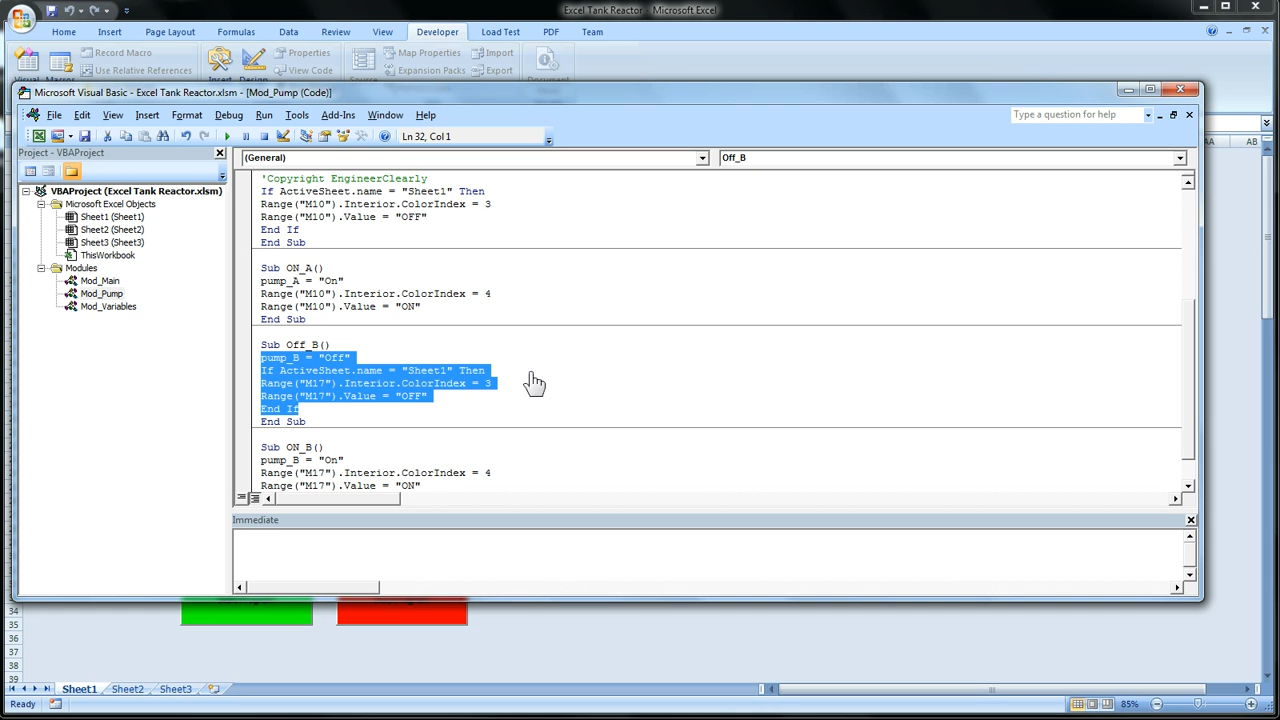 Excel Tank Reactor - Microsoft Excel
Home Insert Page Layout Formulas Data Review View Developer Load Test PDF Team
Record Macro Properties Map Properties Import
Use Relative References View Code Expansion Packs Export
Visual Macros Insert Design Source Document
Microsoft Visual Basic - Excel Tank Reactor.xlsm - [Mod_Pump (Code)]
File Edit View Insert Format Debug Run Tools Add-Ins Window Help
Type a question for help
Ln 32, Col 1
Project - VBAProject
(General) Off_B
VBAProject (Excel Tank Reactor.xlsm)
Microsoft Excel Objects
Sheet1 (Sheet1)
Sheet2 (Sheet2)
Sheet3 (Sheet3)
ThisWorkbook
Modules
Mod_Main
Mod_Pump
Mod_Variables
'Copyright EngineerClearly
If ActiveSheet.name = "Sheet1" Then
Range("M10").Interior.ColorIndex = 3
Range("M10").Value = "OFF"
End If
End Sub
Sub ON_A()
pump_A = "On"
Range("M10").Interior.ColorIndex = 4
Range("M10").Value = "ON"
End Sub
Sub Off_B()
pump_B = "Off"
If ActiveSheet.name = "Sheet1" Then
Range("M17").Interior.ColorIndex = 3
Range("M17").Value = "OFF"
End If
End Sub
Sub ON_B()
pump_B = "On"
Range("M17").Interior.ColorIndex = 4
Range("M17").Value = "ON"
Immediate
AA AB
34
35
36
37
38
39
Sheet1 Sheet2 Sheet3
Ready
85%